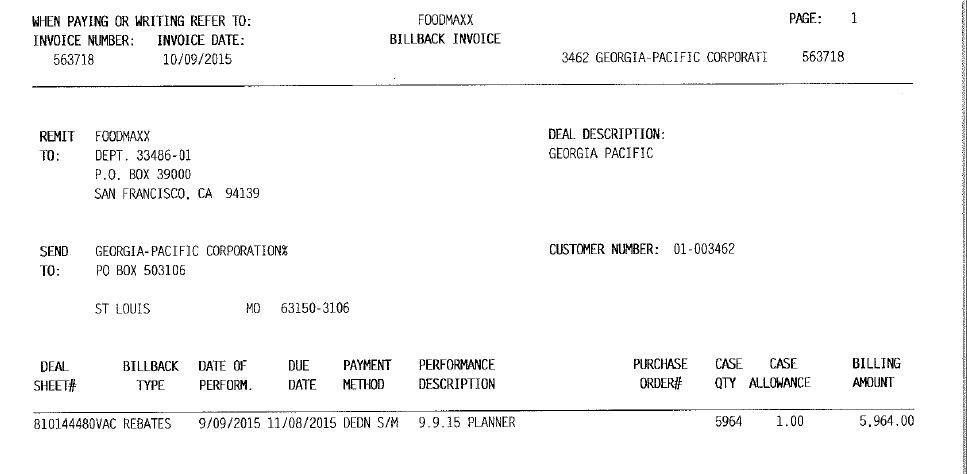 WHEN PAYING OR WRITING REFER TO: FOODMAXX PAGE: 1
INVOICE NUMBER: INVOICE DATE: BILLBACK INVOICE
563718 10/09/2015 3462 GEORGIA-PACIFIC CORPORATI 563718
REMIT FOODMAXX DEAL DESCRIPTION:
TO: DEPT. 33486-01 GEORGIA PACIFIC
P.O. BOX 39000
SAN FRANCISCO, CA 94139
SEND GEORGIA-PACIFIC CORPORATION% CUSTOMER NUMBER: 01-003462
TO: PO BOX 503106
ST LOUIS MO 63150-3106
DEAL BILLBACK DATE OF DUE PAYMENT PERFORMANCE PURCHASE CASE CASE BILLING
SHEET# TYPE PERFORM. DATE METHOD DESCRIPTION ORDER# QTY ALLOWANCE AMOUNT
810144480VAC REBATES 9/09/2015 11/08/2015 DEDN S/M 9.9.15 PLANNER 5964 1.00 5,964.00